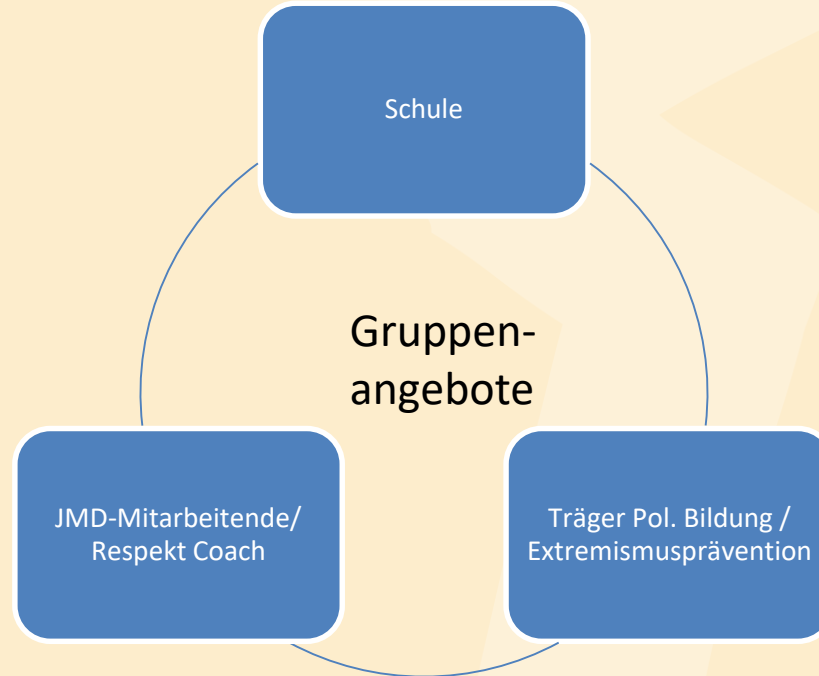 Schule
Gruppen-
angebote
JMD-Mitarbeitende/
Respekt Coach
Träger Pol. Bildung /
Extremismusprävention